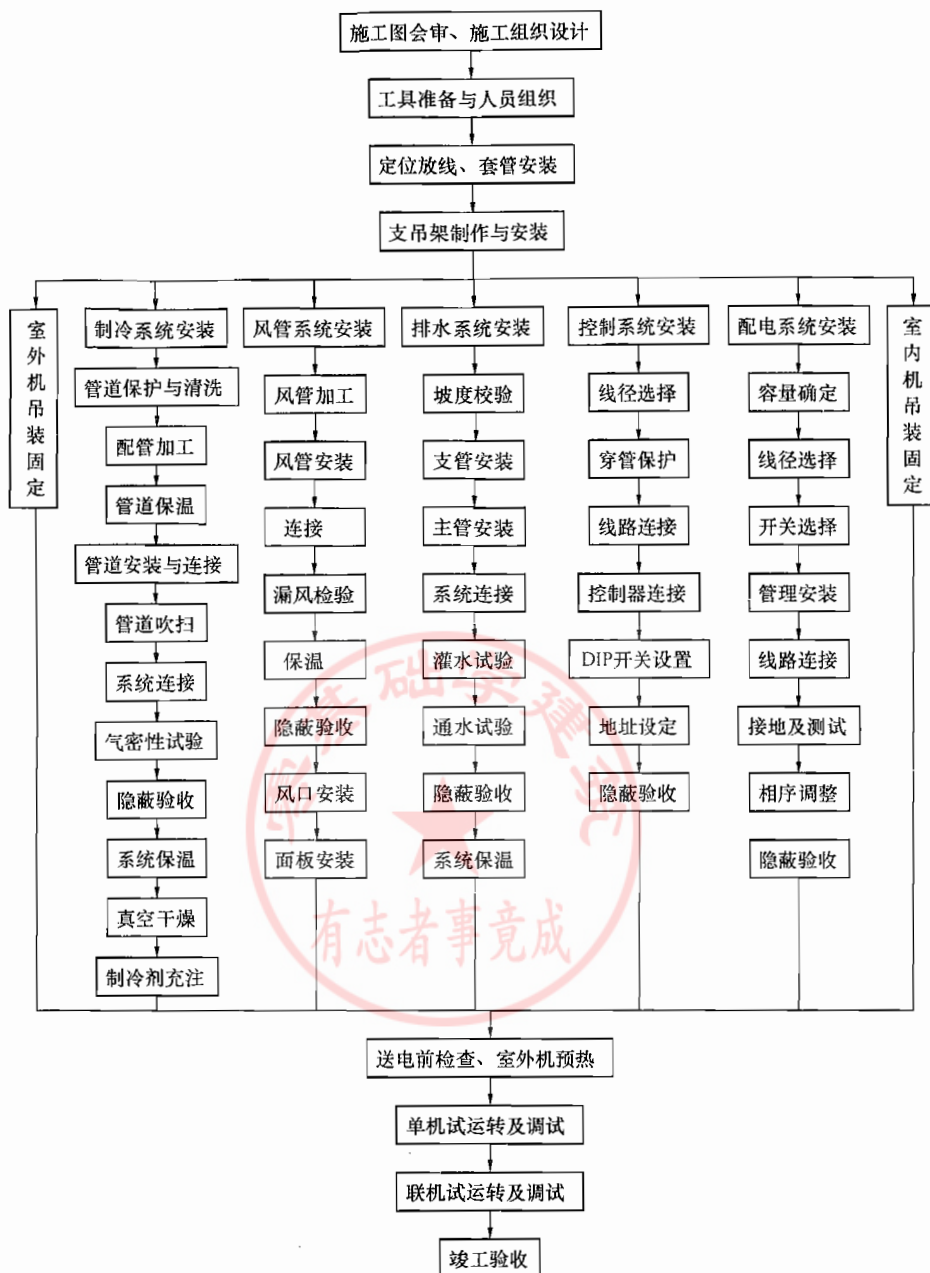 施工图会审、施工组织设计
工具准备与人员组织
定位放线、套管安装
支吊架制作与安装
室外机吊装固定
制冷系统安装
管道保护与清洗
配管加工
管道保温
管道安装与连接
管道吹扫
系统连接
气密性试验
隐蔽验收
系统保温
真空干燥
制冷剂充注
风管系统安装
风管加工
风管安装
连接
漏风检验
保温
隐蔽验收
风口安装
面板安装
排水系统安装
坡度校验
支管安装
主管安装
系统连接
灌水试验
通水试验
隐蔽验收
系统保温
控制系统安装
线径选择
穿管保护
线路连接
控制器连接
DIP开关设置
地址设定
隐蔽验收
配电系统安装
容量确定
线径选择
开关选择
管理安装
线路连接
接地及测试
相序调整
隐蔽验收
室内机吊装固定
送电前检查、室外机预热
单机试运转及调试
联机试运转及调试
竣工验收
零基础学建筑
有志者事竟成